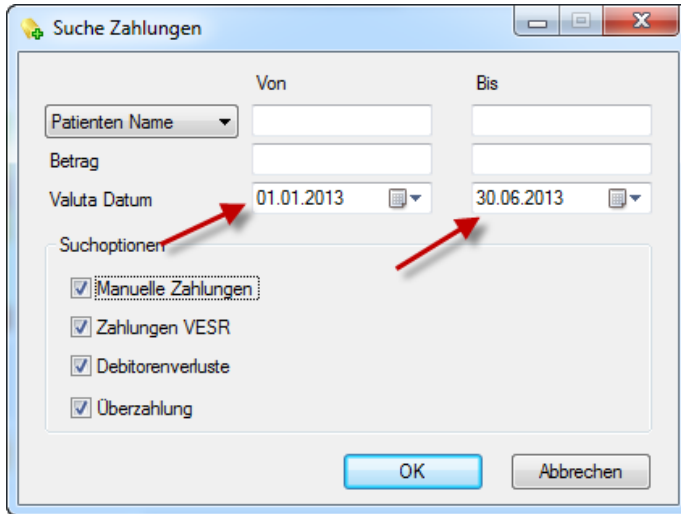 Suche Zahlungen
Von Bis
Patienten Name
Betrag
Valuta Datum 01.01.2013 30.06.2013
Suchoptionen
Manuelle Zahlungen
Zahlungen VESR
Debitorenverluste
Überzahlung
OK Abbrechen